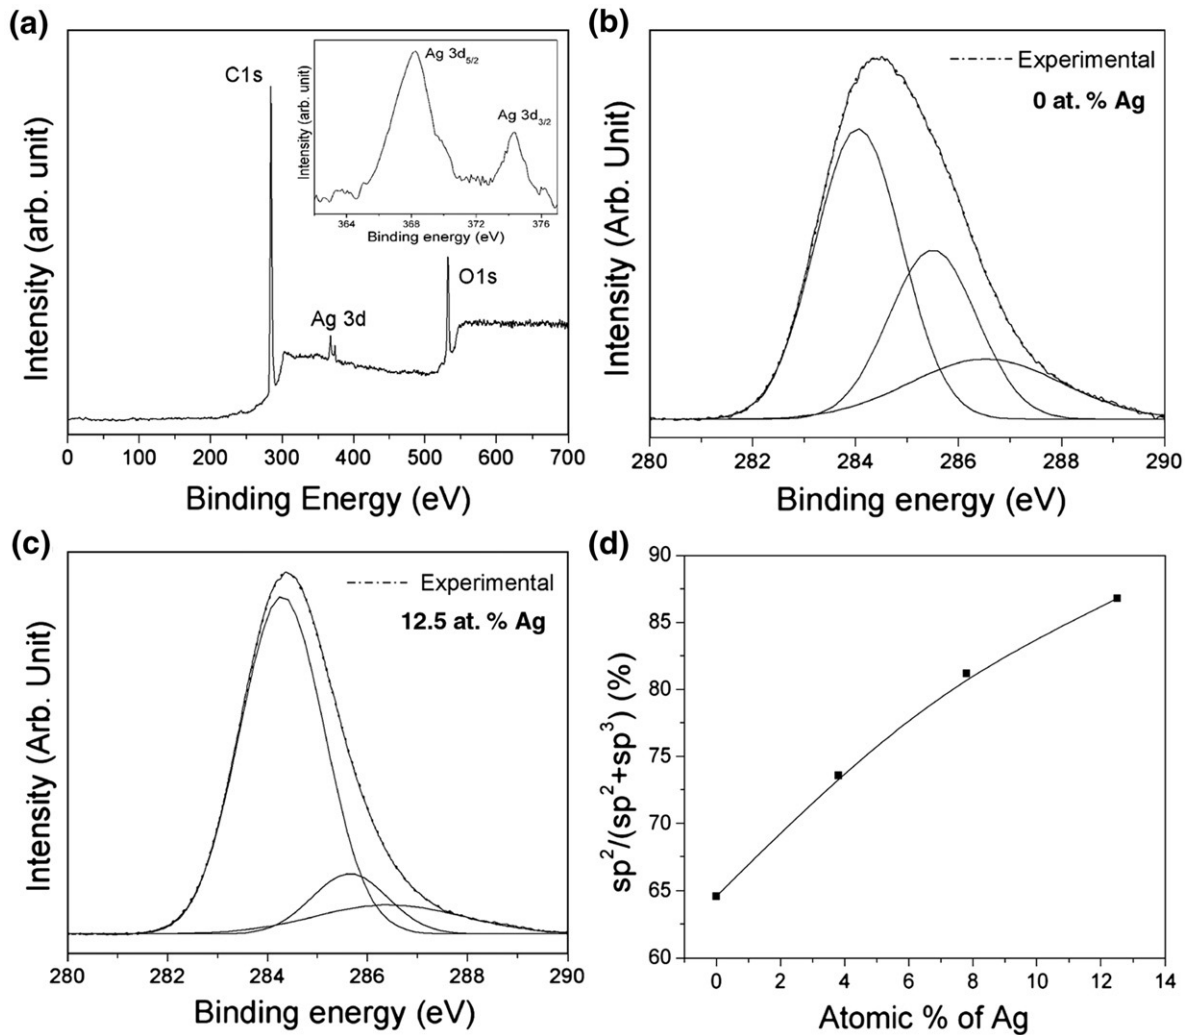 (a)
Intensity (arb. unit)
C1s
Ag 3d
O1s
0 100 200 300 400 500 600 700
Binding Energy (eV)
Intensity (arb. unit)
Ag 3d5/2
Ag 3d3/2
364 368 372 376
Binding energy (eV)
(b)
Intensity (Arb. Unit)
Experimental
0 at. % Ag
280 282 284 286 288 290
Binding energy (eV)
(c)
Intensity (Arb. Unit)
Experimental
12.5 at. % Ag
280 282 284 286 288 290
Binding energy (eV)
(d)
sp²/(sp²+sp³) (%)
90
85
80
75
70
65
60
0 2 4 6 8 10 12 14
Atomic % of Ag